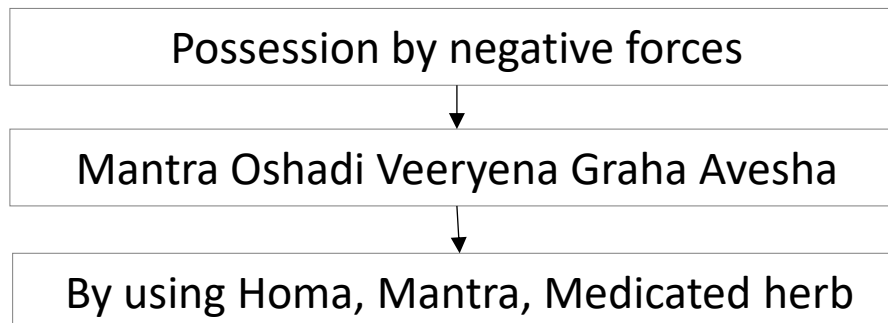 Possession by negative forces
Mantra Oshadi Veeryena Graha Avesha
By using Homa, Mantra, Medicated herb